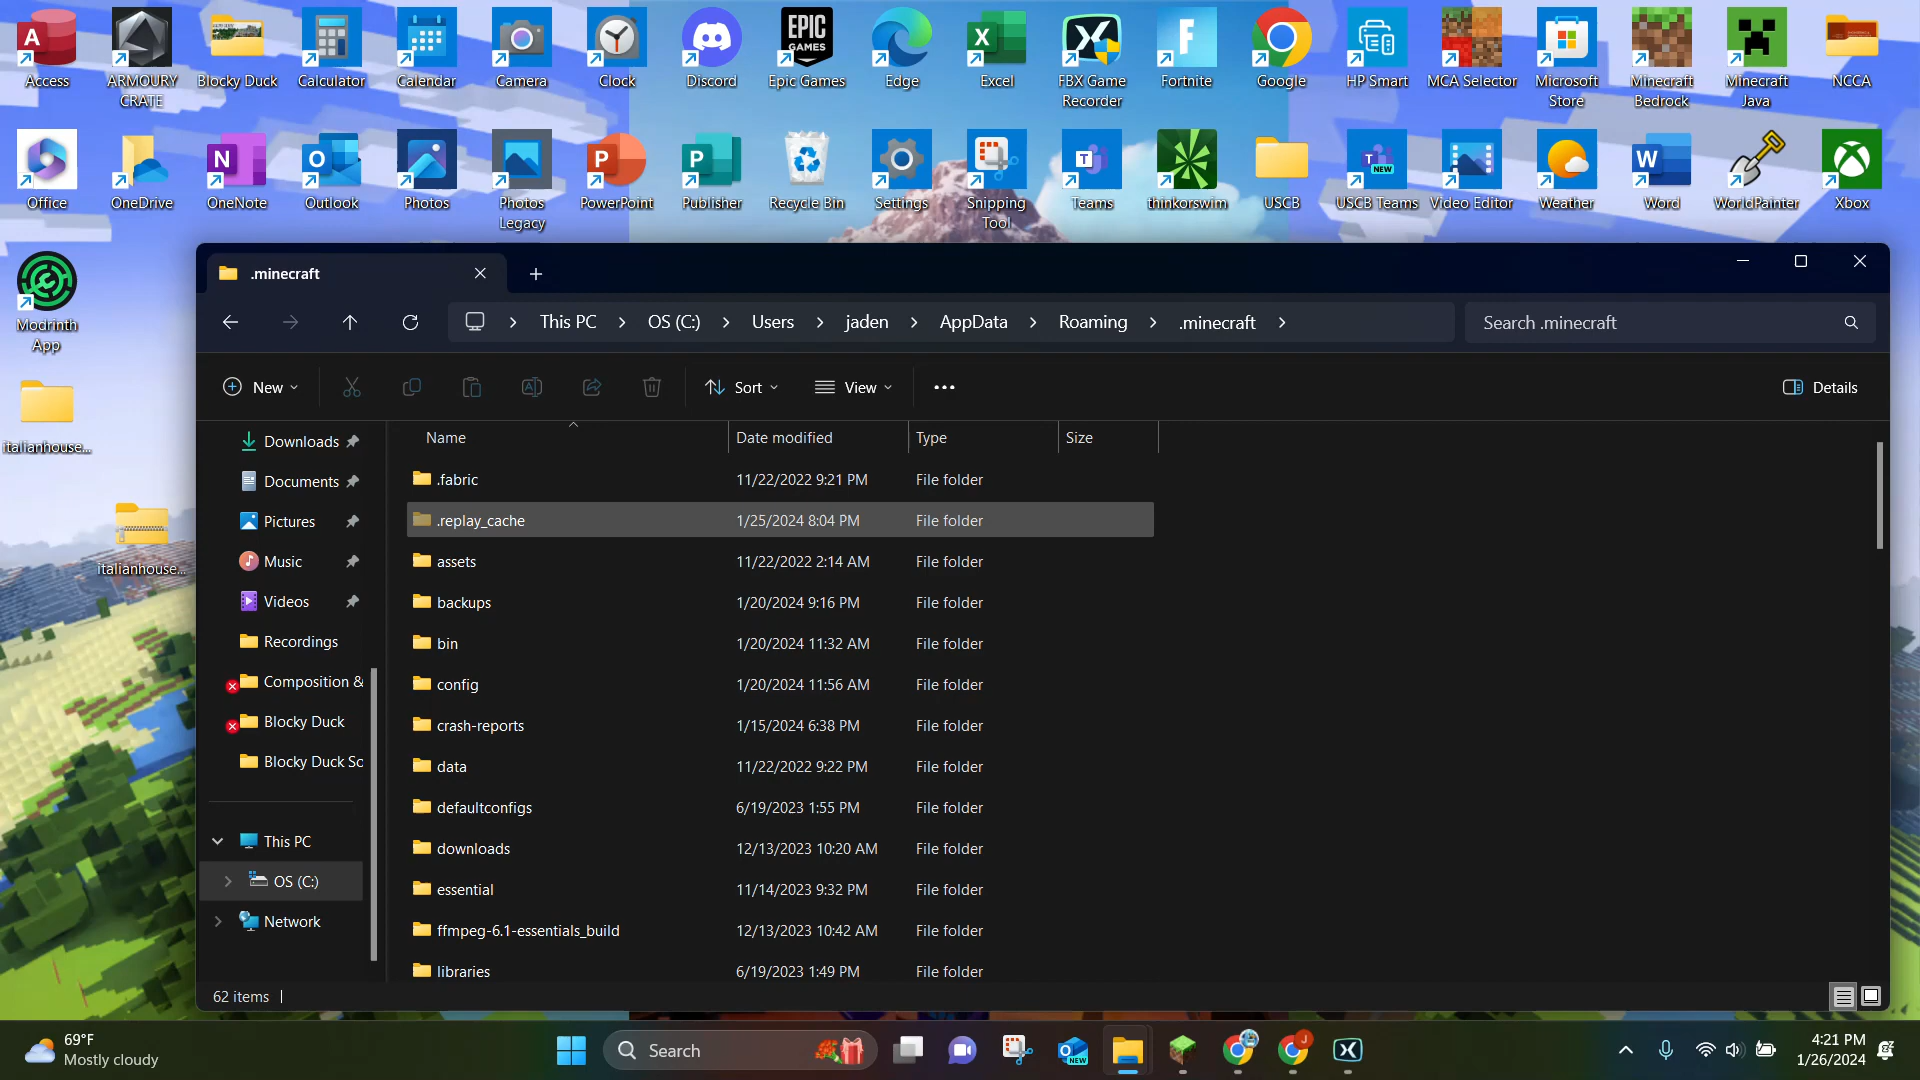 Access
ARMOURY CRATE
Blocky Duck
Calculator
Calendar
Camera
Clock
Discord
Epic Games
Edge
Excel
FBX Game Recorder
Fortnite
Google
HP Smart
MCA Selector
Microsoft Store
Minecraft Bedrock
Minecraft Java
NCCA
Office
OneDrive
OneNote
Outlook
Photos
Photos Legacy
PowerPoint
Publisher
Recycle Bin
Settings
Snipping Tool
Teams
thinkorswim
USCB
USCB Teams
Video Editor
Weather
Word
WorldPainter
Xbox
Modrinth App
italianhouse...
italianhouse...
.minecraft
This PC > OS (C:) > Users > jaden > AppData > Roaming > .minecraft >
Search .minecraft
New
Sort
View
Details
Downloads
Documents
Pictures
Music
Videos
Recordings
Composition &
Blocky Duck
Blocky Duck Sc
This PC
OS (C:)
Network
Name Date modified Type Size
.fabric 11/22/2022 9:21 PM File folder
.replay_cache 1/25/2024 8:04 PM File folder
assets 11/22/2022 2:14 AM File folder
backups 1/20/2024 9:16 PM File folder
bin 1/20/2024 11:32 AM File folder
config 1/20/2024 11:56 AM File folder
crash-reports 1/15/2024 6:38 PM File folder
data 11/22/2022 9:22 PM File folder
defaultconfigs 6/19/2023 1:55 PM File folder
downloads 12/13/2023 10:20 AM File folder
essential 11/14/2023 9:32 PM File folder
ffmpeg-6.1-essentials_build 12/13/2023 10:42 AM File folder
libraries 6/19/2023 1:49 PM File folder
62 items
69°F
Mostly cloudy
Search
4:21 PM
1/26/2024